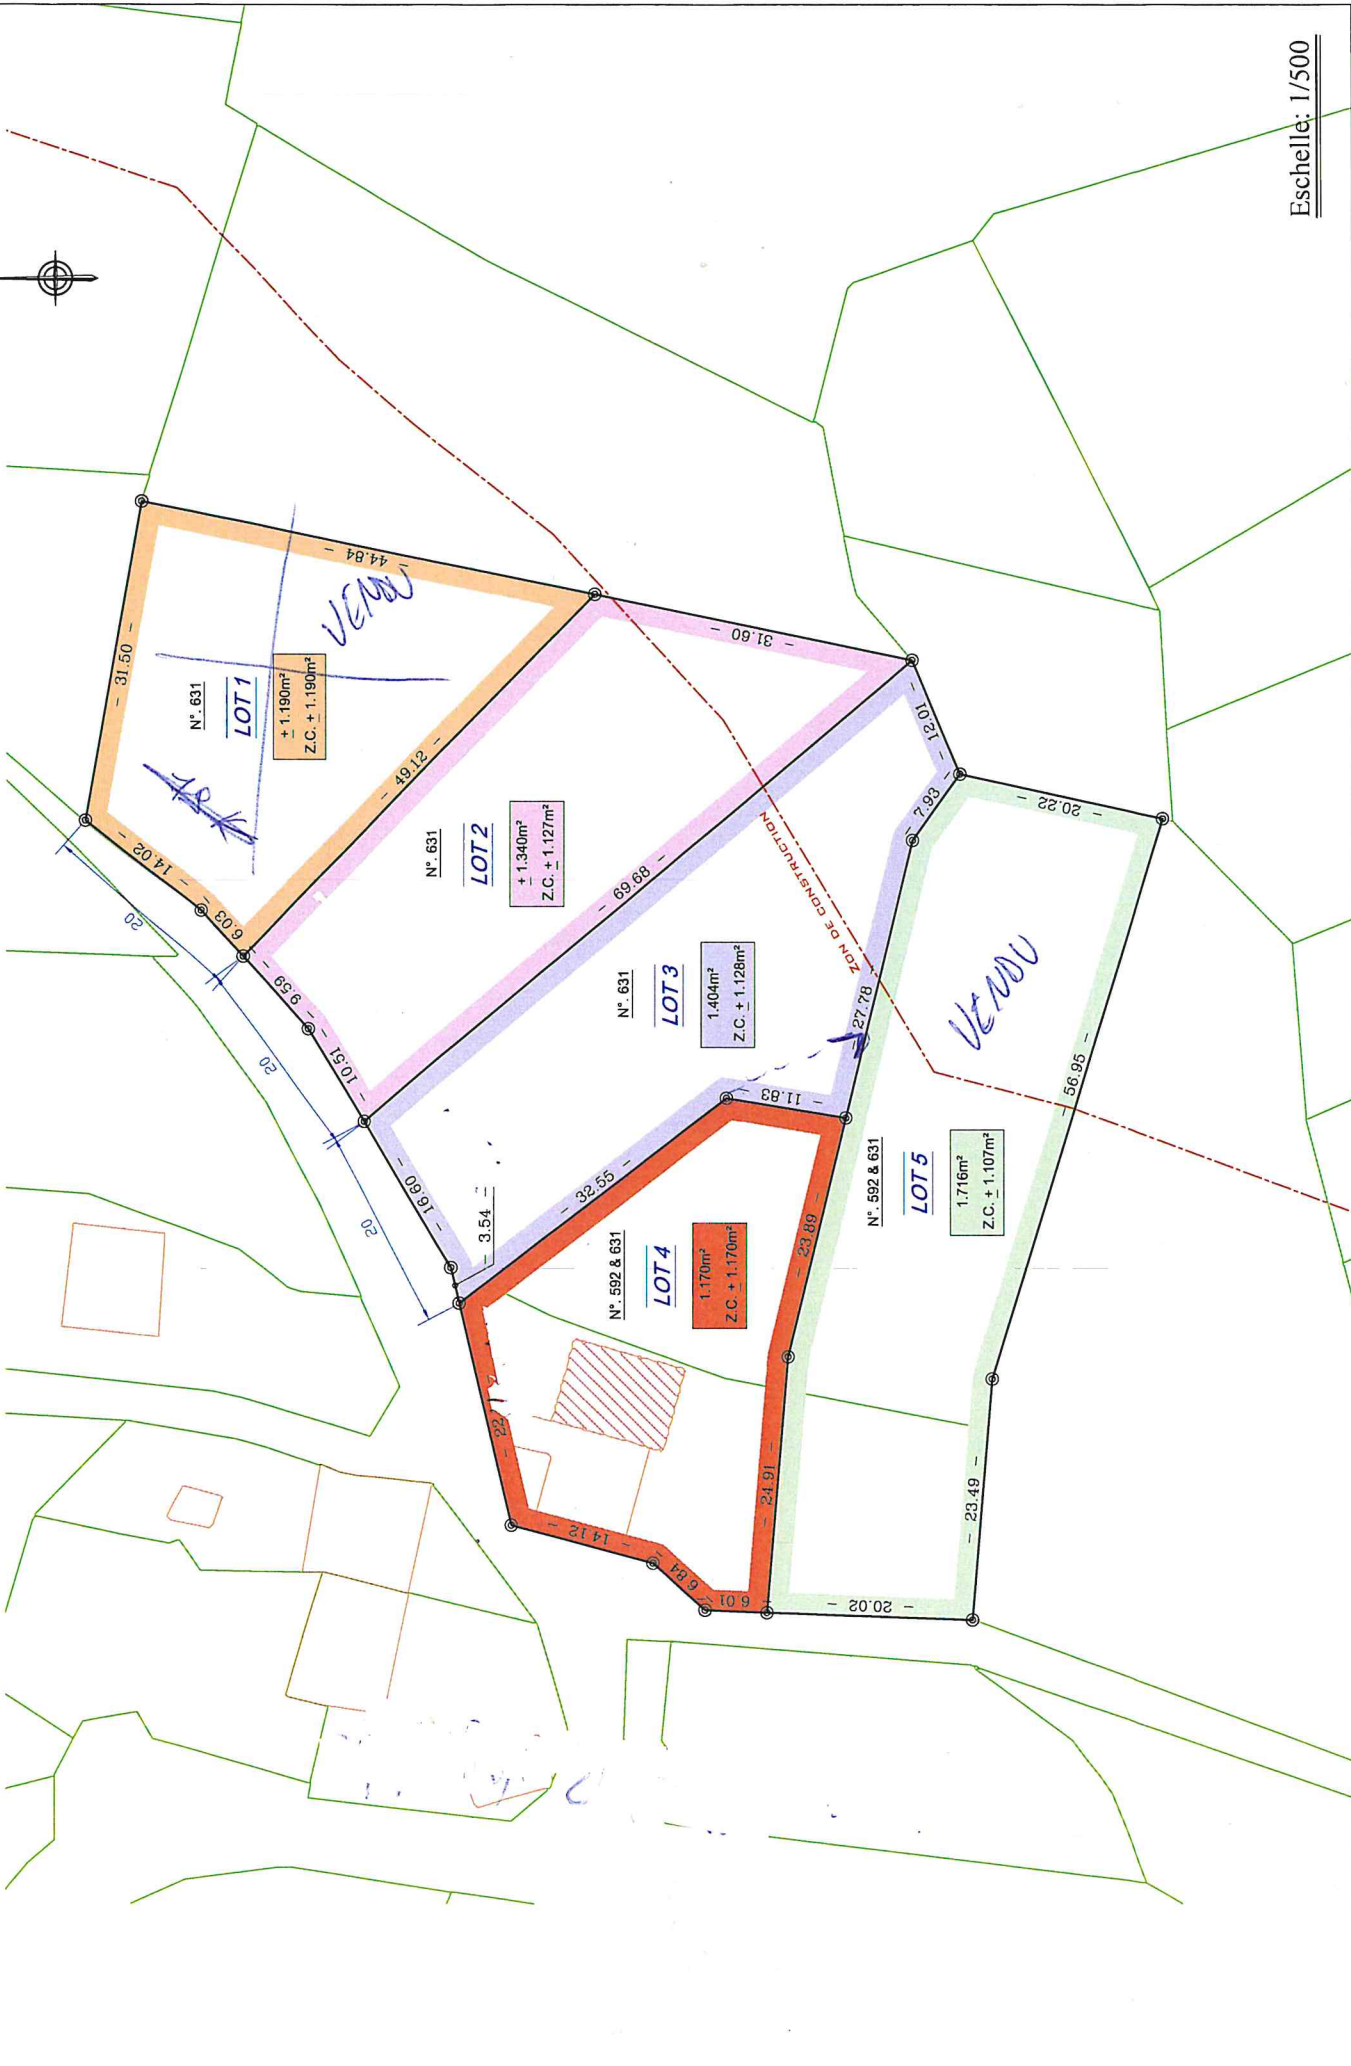 Eschelle: 1/500
N°. 631
LOT 1
± 1.190m²
Z.C. ± 1.190m²
VENDU
31.50
44.84
14.02
6.03
49.12
20
N°. 631
LOT 2
± 1.340m²
Z.C. ± 1.127m²
9.59
10.51
31.60
69.68
20
N°. 631
LOT 3
1.404m²
Z.C. ± 1.128m²
16.60
3.54
32.55
11.83
27.78
7.93
12.01
20
ZON DE CONSTRUCTION
N°. 592 & 631
LOT 4
1.170m²
Z.C. ± 1.170m²
22
14.12
6.84
6.01
24.91
23.89
N°. 592 & 631
LOT 5
1.716m²
Z.C. ± 1.107m²
VENDU
20.22
56.95
23.49
20.02